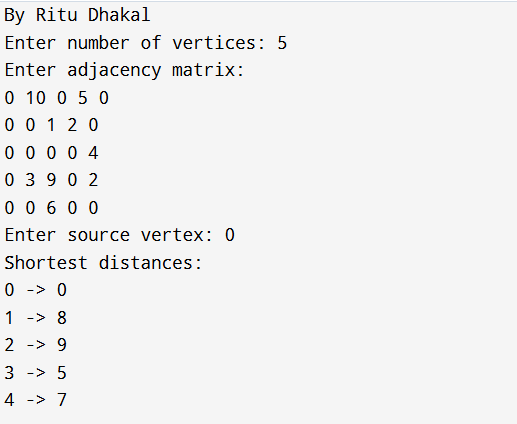 By Ritu Dhakal
Enter number of vertices: 5
Enter adjacency matrix:
0 10 0 5 0
0 0 1 2 0
0 0 0 0 4
0 3 9 0 2
0 0 6 0 0
Enter source vertex: 0
Shortest distances:
0 -> 0
1 -> 8
2 -> 9
3 -> 5
4 -> 7